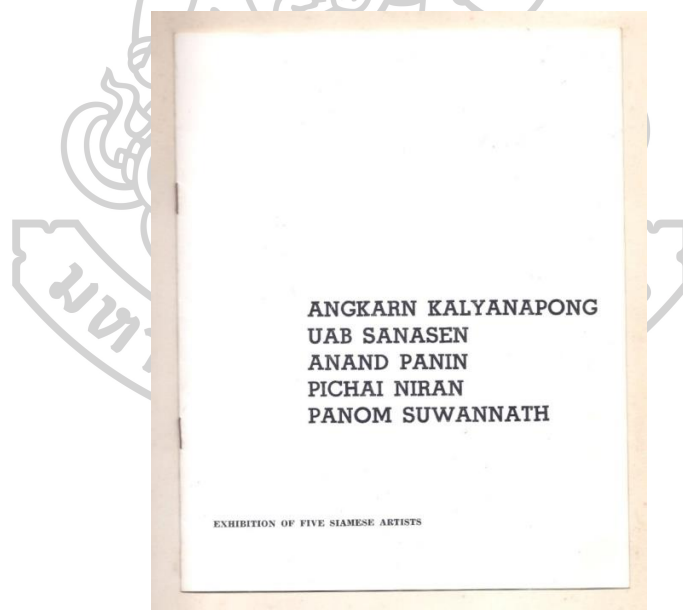 ANGKARN KALYANAPONG
UAB SANASEN
ANAND PANIN
PICHAI NIRAN
PANOM SUWANNATH
EXHIBITION OF FIVE SIAMESE ARTISTS